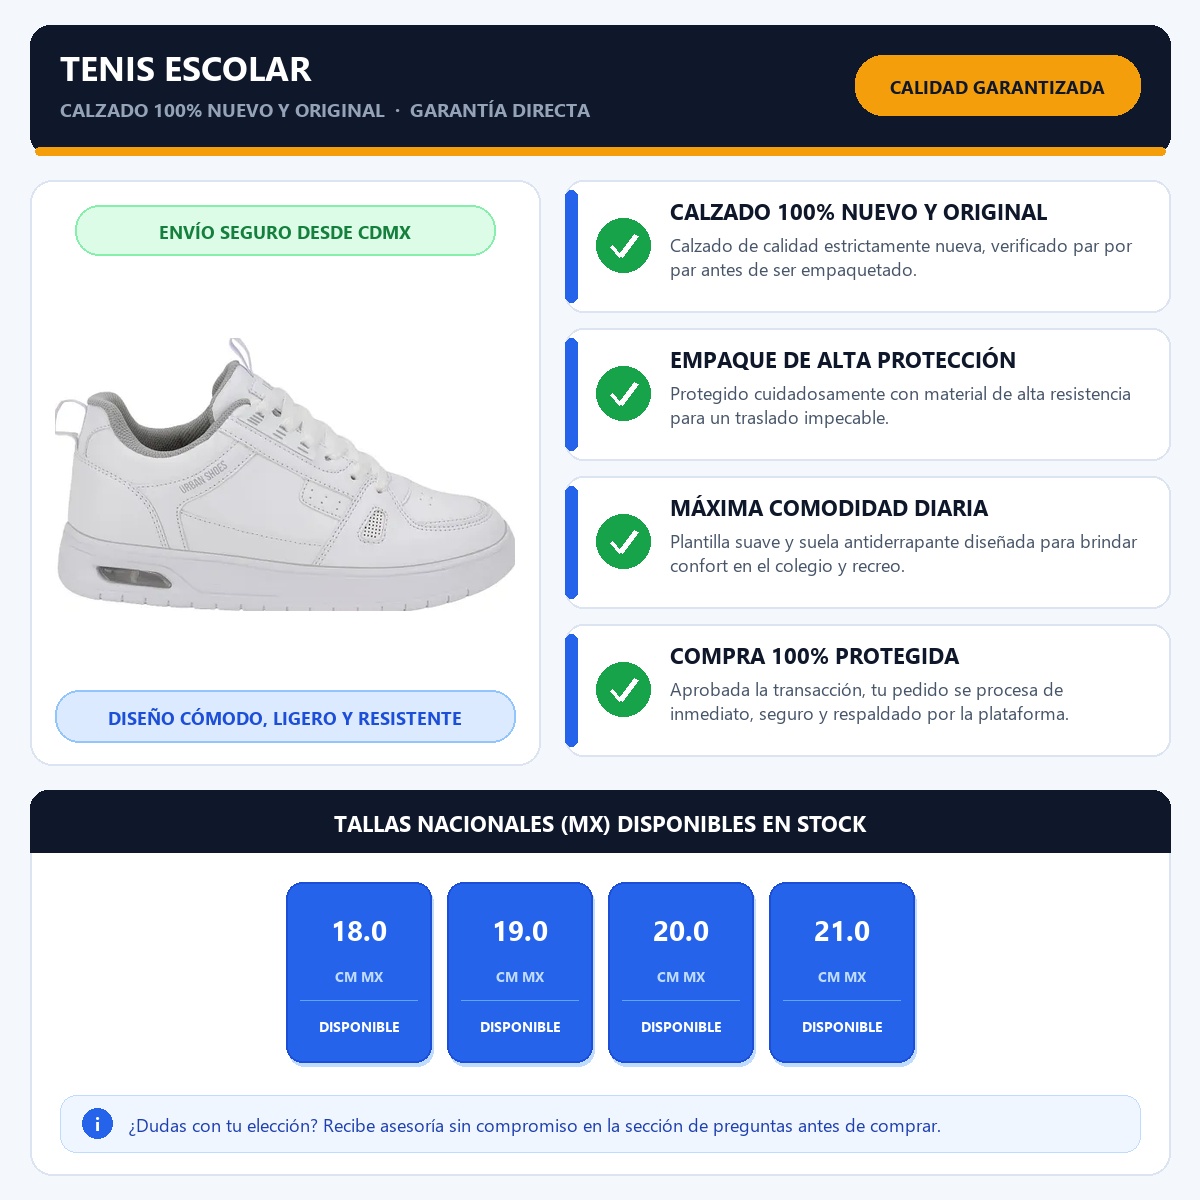 TENIS ESCOLAR
CALZADO 100% NUEVO Y ORIGINAL · GARANTÍA DIRECTA
CALIDAD GARANTIZADA
ENVÍO SEGURO DESDE CDMX
URBAN SHOES
DISEÑO CÓMODO, LIGERO Y RESISTENTE
CALZADO 100% NUEVO Y ORIGINAL
Calzado de calidad estrictamente nueva, verificado par por
par antes de ser empaquetado.
EMPAQUE DE ALTA PROTECCIÓN
Protegido cuidadosamente con material de alta resistencia
para un traslado impecable.
MÁXIMA COMODIDAD DIARIA
Plantilla suave y suela antiderrapante diseñada para brindar
confort en el colegio y recreo.
COMPRA 100% PROTEGIDA
Aprobada la transacción, tu pedido se procesa de
inmediato, seguro y respaldado por la plataforma.
TALLAS NACIONALES (MX) DISPONIBLES EN STOCK
18.0
CM MX
DISPONIBLE
19.0
CM MX
DISPONIBLE
20.0
CM MX
DISPONIBLE
21.0
CM MX
DISPONIBLE
¿Dudas con tu elección? Recibe asesoría sin compromiso en la sección de preguntas antes de comprar.